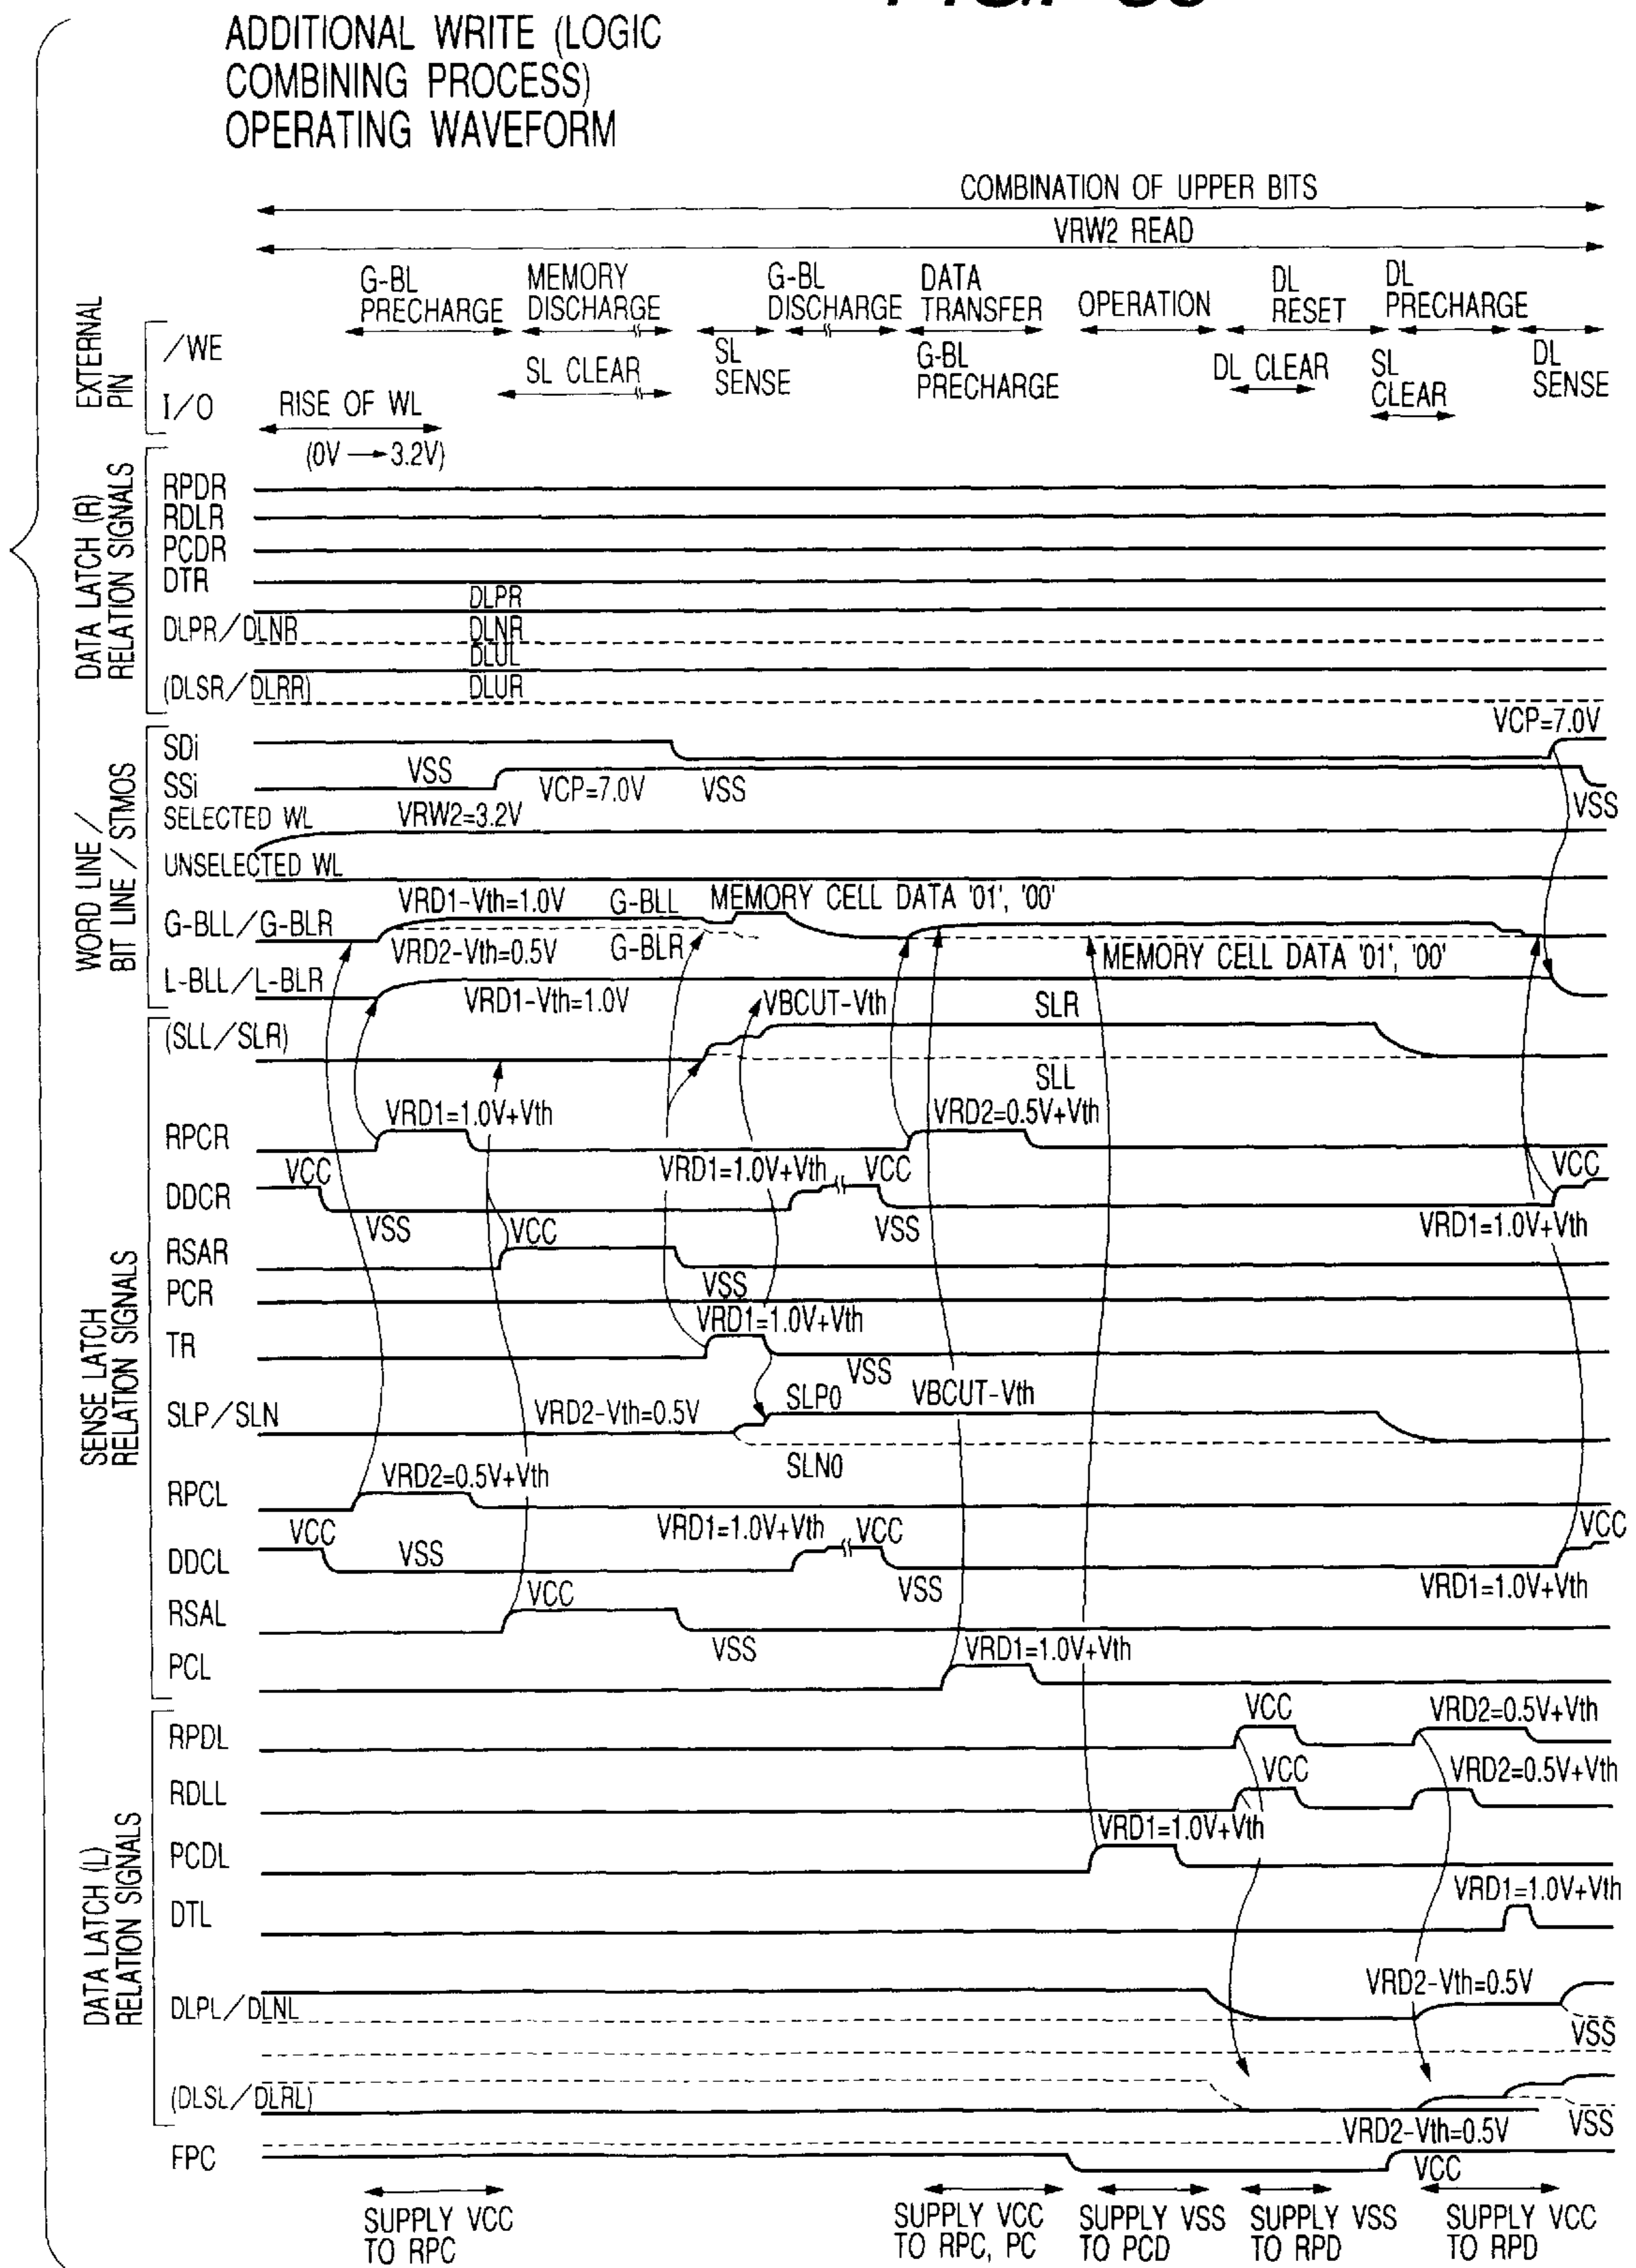 ADDITIONAL WRITE (LOGIC
COMBINING PROCESS)
OPERATING WAVEFORM
COMBINATION OF UPPER BITS
VRW2 READ
G-BL
PRECHARGE
MEMORY
DISCHARGE
G-BL
DISCHARGE
DATA
TRANSFER
OPERATION
DL
RESET
DL
PRECHARGE
EXTERNAL
PIN
/WE
I/O
SL CLEAR
SL
SENSE
G-BL
PRECHARGE
DL CLEAR
SL
CLEAR
DL
SENSE
RISE OF WL
(0V → 3.2V)
DATA LATCH (R)
RELATION SIGNALS
RPDR
RDLR
PCDR
DTR
DLPR
DLPR/DLNR
DLNR
DLUL
(DLSR/DLRR)
DLUR
WORD LINE /
BIT LINE / STMOS
VCP=7.0V
SDi
SSi
VSS
VCP=7.0V
VSS
VSS
SELECTED WL
VRW2=3.2V
UNSELECTED WL
VRD1-Vth=1.0V
G-BLL
MEMORY CELL DATA '01', '00'
G-BLL/G-BLR
VRD2-Vth=0.5V
G-BLR
MEMORY CELL DATA '01', '00'
L-BLL/L-BLR
VRD1-Vth=1.0V
SENSE LATCH
RELATION SIGNALS
VBCUT-Vth
SLR
(SLL/SLR)
SLL
VRD1=1.0V+Vth
VRD2=0.5V+Vth
RPCR
VCC
VRD1=1.0V+Vth
VCC
VCC
DDCR
VSS
VSS
VRD1=1.0V+Vth
VCC
RSAR
VSS
PCR
VRD1=1.0V+Vth
TR
VSS
SLP/SLN
VRD2-Vth=0.5V
SLP0
VBCUT-Vth
SLN0
VRD2=0.5V+Vth
RPCL
VCC
VRD1=1.0V+Vth
VCC
VCC
DDCL
VSS
VSS
VRD1=1.0V+Vth
VCC
RSAL
VSS
VRD1=1.0V+Vth
PCL
DATA LATCH (L)
RELATION SIGNALS
VCC
VRD2=0.5V+Vth
RPDL
VCC
VRD2=0.5V+Vth
RDLL
VRD1=1.0V+Vth
PCDL
VRD1=1.0V+Vth
DTL
VRD2-Vth=0.5V
DLPL/DLNL
VSS
(DLSL/DLRL)
VRD2-Vth=0.5V
VSS
FPC
VCC
SUPPLY VCC
TO RPC
SUPPLY VCC
TO RPC, PC
SUPPLY VSS
TO PCD
SUPPLY VSS
TO RPD
SUPPLY VCC
TO RPD